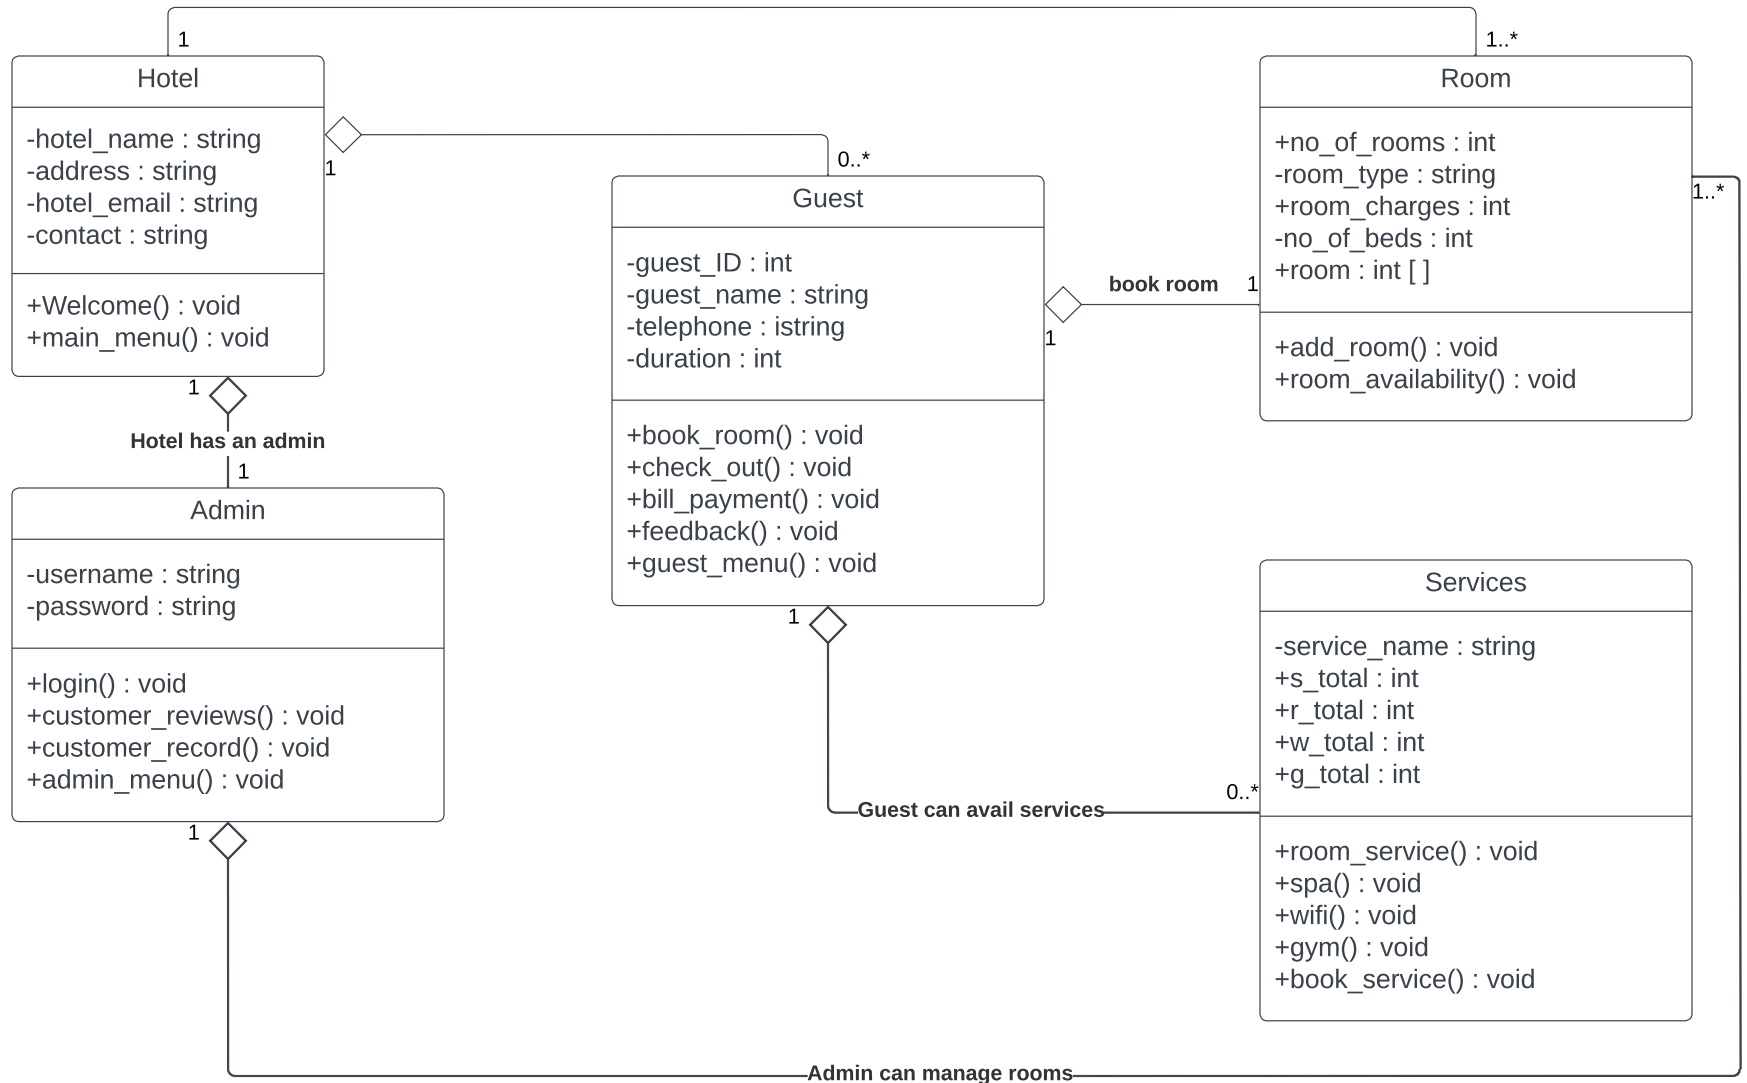 1
1..*
Hotel
-hotel_name : string
-address : string
-hotel_email : string
-contact : string
+Welcome() : void
+main_menu() : void
1
0..*
Guest
-guest_ID : int
-guest_name : string
-telephone : istring
-duration : int
+book_room() : void
+check_out() : void
+bill_payment() : void
+feedback() : void
+guest_menu() : void
book room
1
1
Room
+no_of_rooms : int
-room_type : string
+room_charges : int
-no_of_beds : int
+room : int [ ]
+add_room() : void
+room_availability() : void
1..*
1
Hotel has an admin
1
Admin
-username : string
-password : string
+login() : void
+customer_reviews() : void
+customer_record() : void
+admin_menu() : void
1
1
Guest can avail services
0..*
Services
-service_name : string
+s_total : int
+r_total : int
+w_total : int
+g_total : int
+room_service() : void
+spa() : void
+wifi() : void
+gym() : void
+book_service() : void
Admin can manage rooms